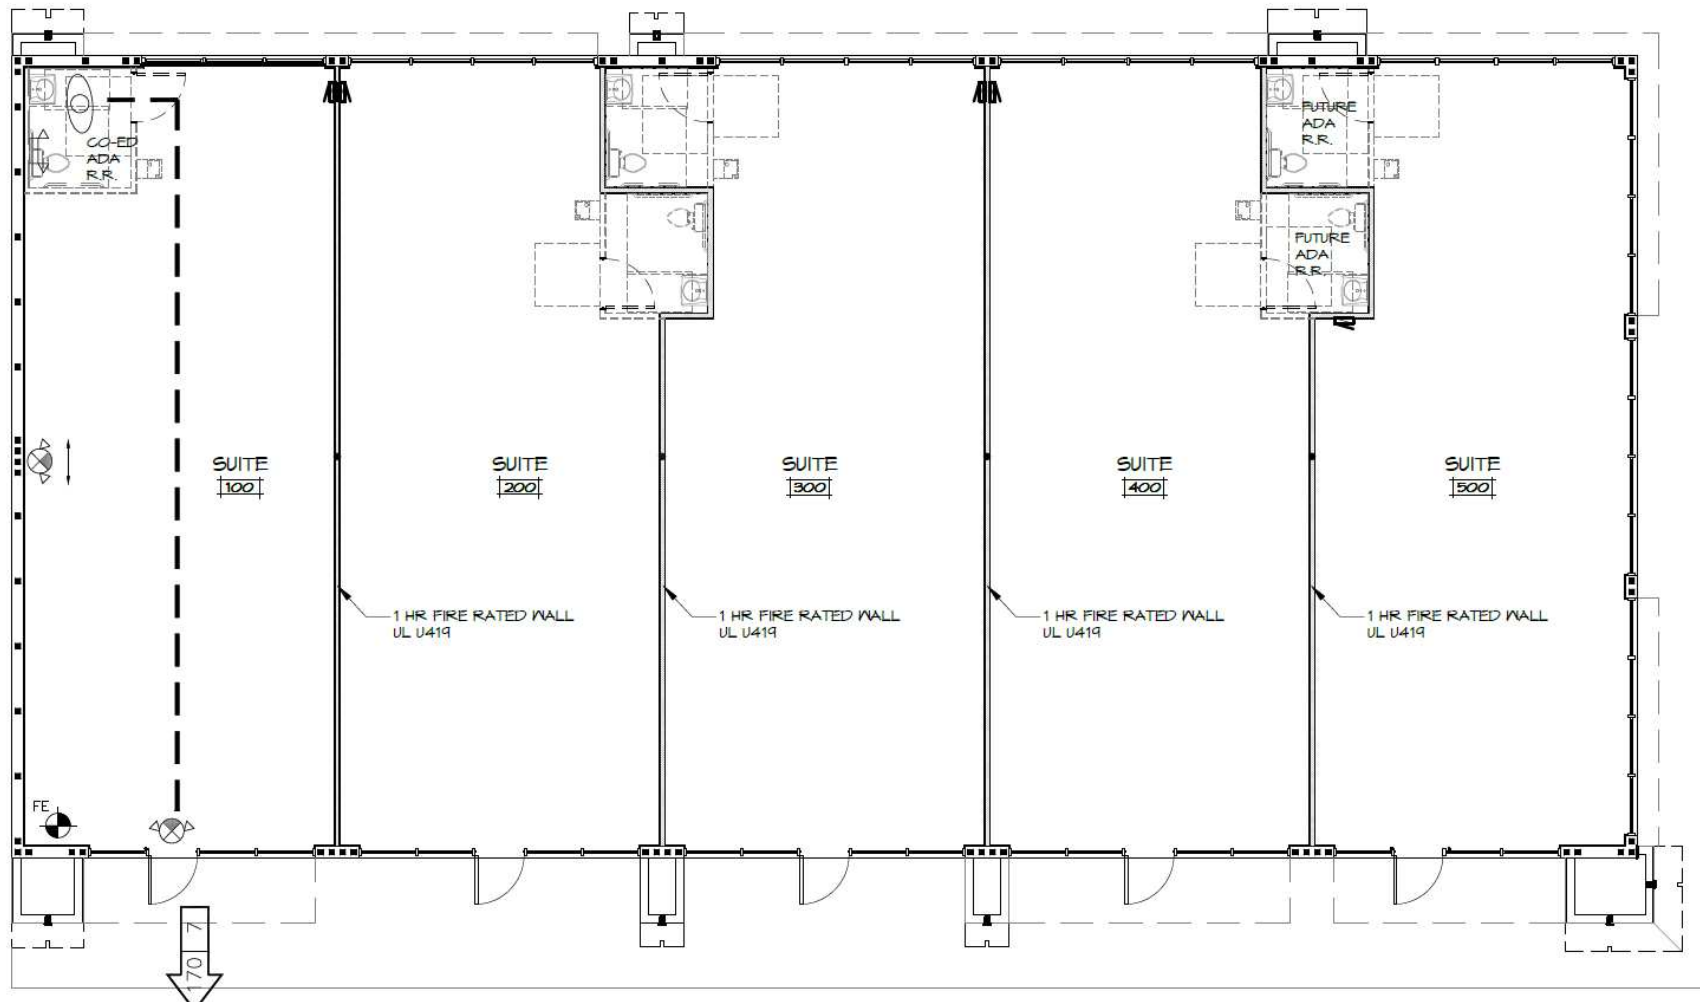 CO-ED
ADA
R.R.
FUTURE
ADA
R.R.
FUTURE
ADA
R.R.
SUITE
100
SUITE
200
SUITE
300
SUITE
400
SUITE
500
1 HR FIRE RATED WALL
UL U419
1 HR FIRE RATED WALL
UL U419
1 HR FIRE RATED WALL
UL U419
1 HR FIRE RATED WALL
UL U419
FE
170 7